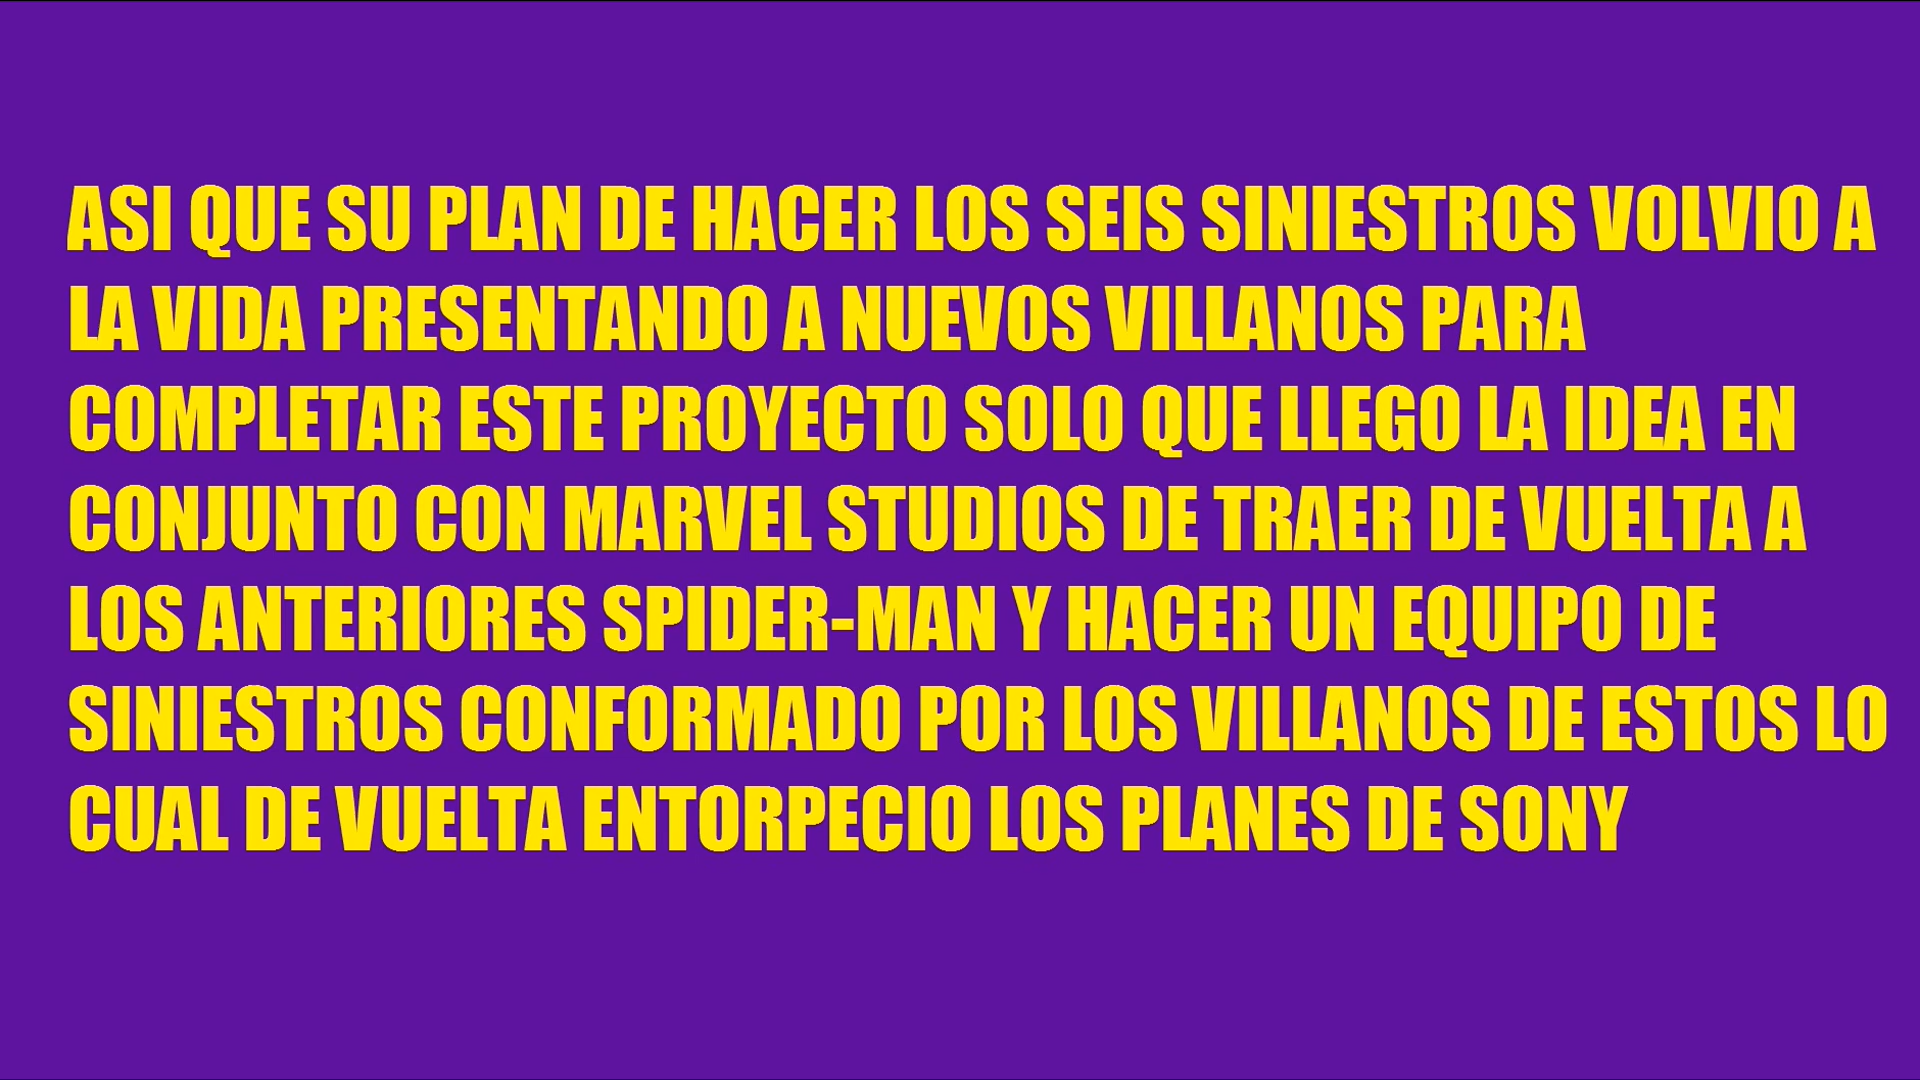 ASI QUE SU PLAN DE HACER LOS SEIS SINIESTROS VOLVIO A
LA VIDA PRESENTANDO A NUEVOS VILLANOS PARA
COMPLETAR ESTE PROYECTO SOLO QUE LLEGO LA IDEA EN
CONJUNTO CON MARVEL STUDIOS DE TRAER DE VUELTA A
LOS ANTERIORES SPIDER-MAN Y HACER UN EQUIPO DE
SINIESTROS CONFORMADO POR LOS VILLANOS DE ESTOS LO
CUAL DE VUELTA ENTORPECIO LOS PLANES DE SONY